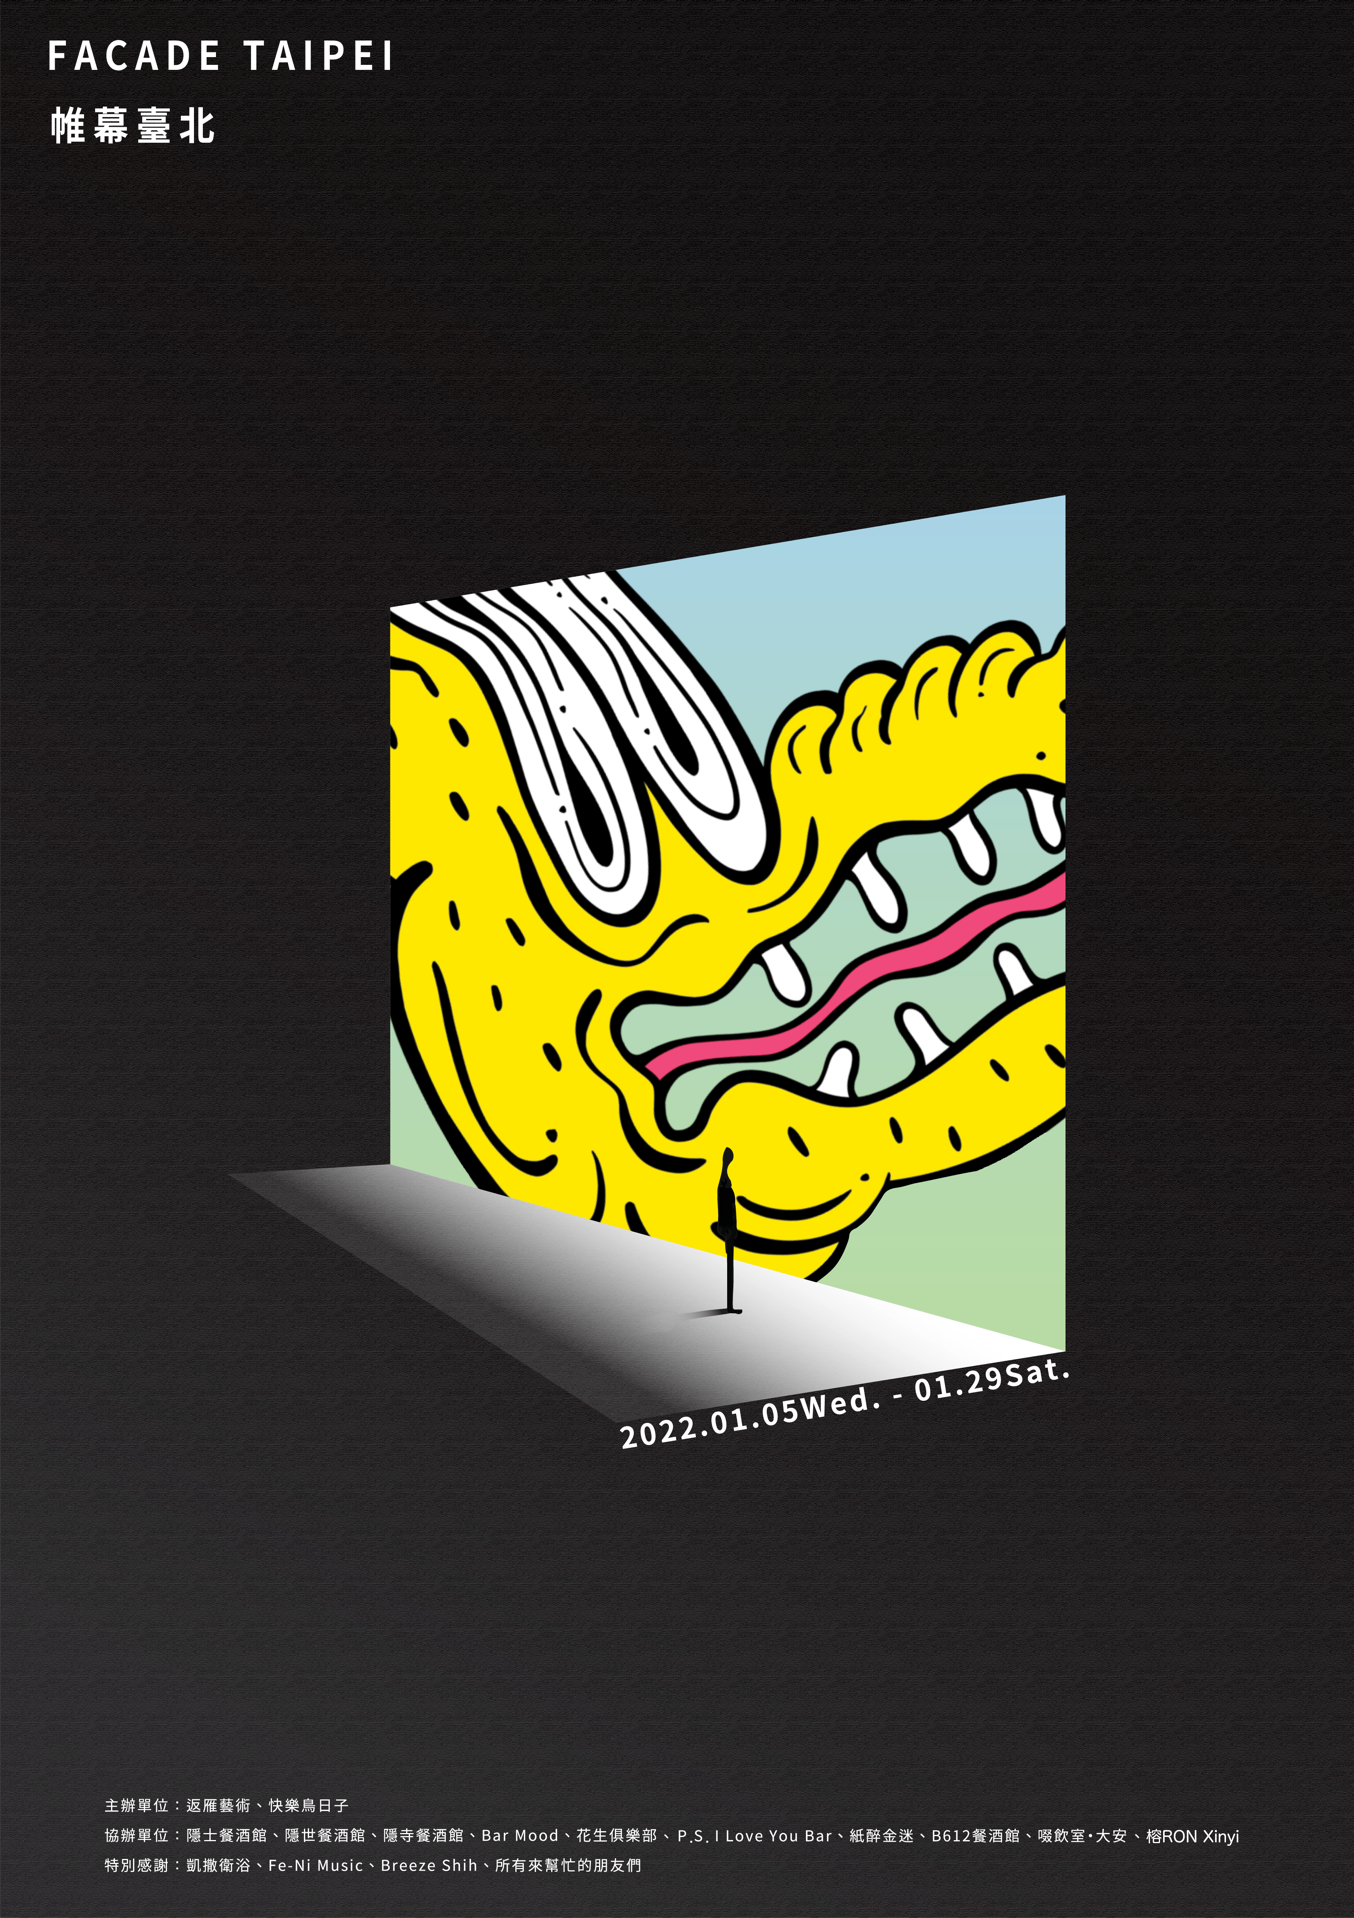 FACADE TAIPEI
帷幕臺北
2022.01.05Wed. - 01.29Sat.
主辦單位：返雁藝術、快樂鳥日子
協辦單位：隱士餐酒館、隱世餐酒館、隱寺餐酒館、Bar Mood、花生俱樂部、P.S. I Love You Bar、紙醉金迷、B612餐酒館、啜飲室・大安、榕RON Xinyi
特別感謝：凱撒衛浴、Fe-Ni Music、Breeze Shih、所有來幫忙的朋友們